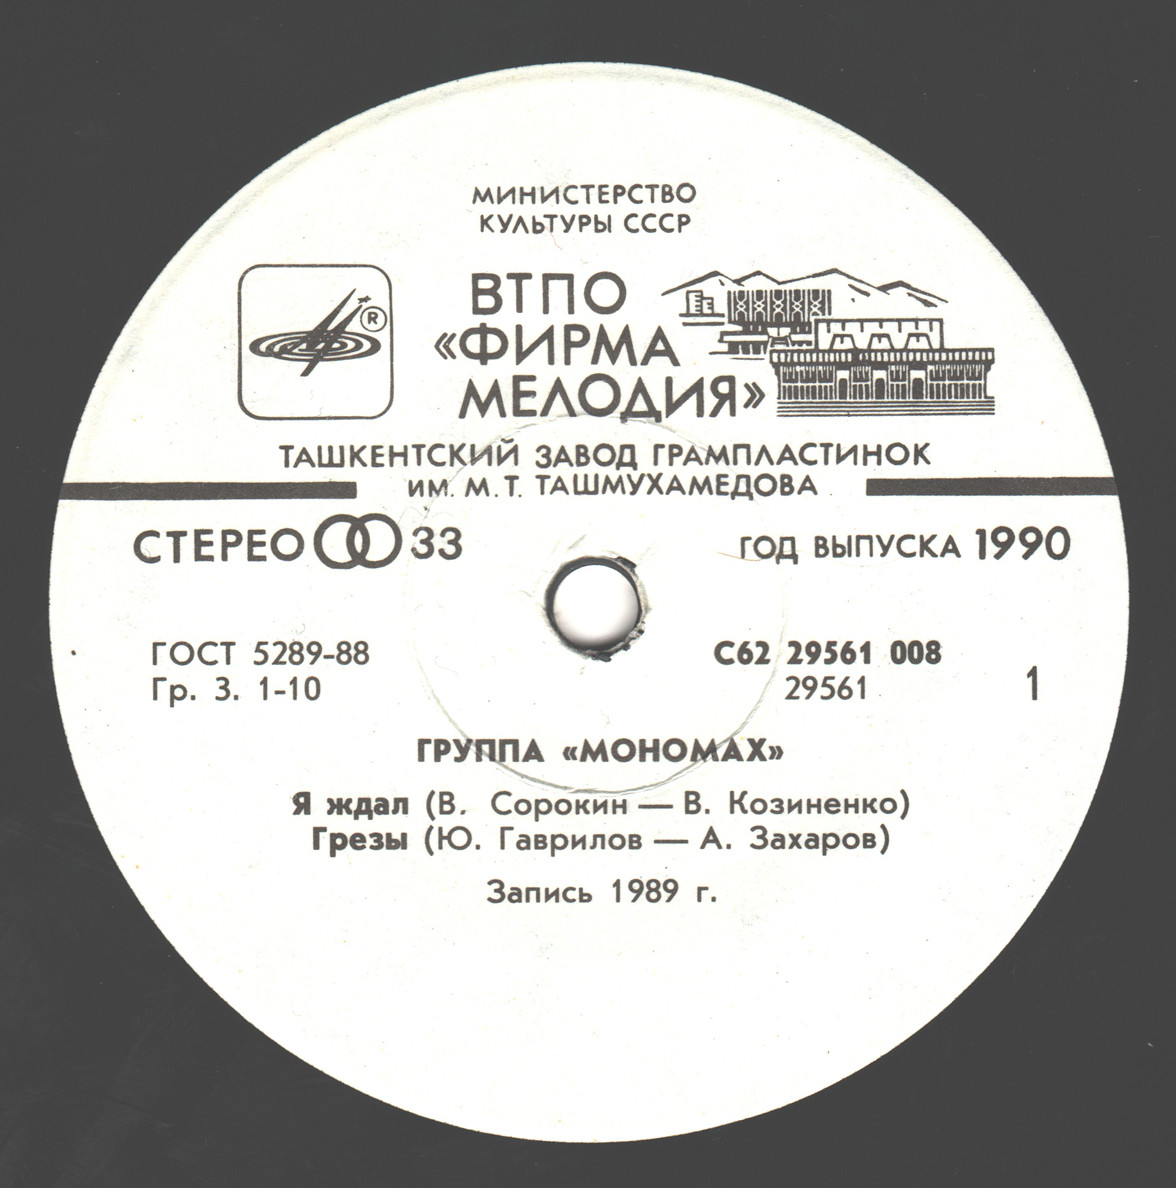 МИНИСТЕРСТВО
КУЛЬТУРЫ СССР
ВТПО
«ФИРМА
МЕЛОДИЯ»
®
ТАШКЕНТСКИЙ ЗАВОД ГРАМПЛАСТИНОК
ИМ. М. Т. ТАШМУХАМЕДОВА
СТЕРЕО 33
ГОД ВЫПУСКА 1990
ГОСТ 5289-88
Гр. 3. 1-10
С62 29561 008
29561
1
ГРУППА «МОНОМАХ»
Я ждал (В. Сорокин — В. Козиненко)
Грезы (Ю. Гаврилов — А. Захаров)
Запись 1989 г.